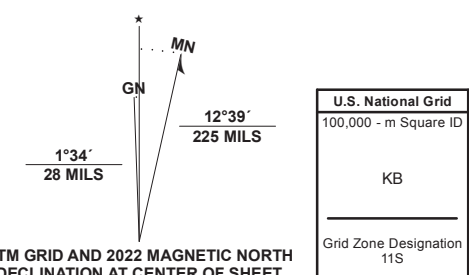 ★
MN
GN
12°39´
225 MILS
1°34´
28 MILS
TM GRID AND 2022 MAGNETIC NORTH
DECLINATION AT CENTER OF SHEET
U.S. National Grid
100,000 - m Square ID
KB
Grid Zone Designation
11S